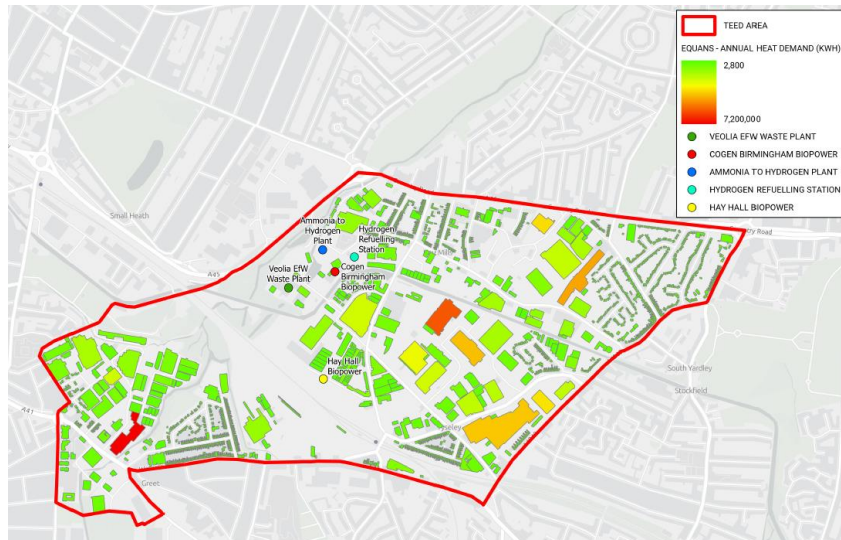 TEED AREA
EQUANS - ANNUAL HEAT DEMAND (KWH)
2,800
7,200,000
VEOLIA EFW WASTE PLANT
COGEN BIRMINGHAM BIOPOWER
AMMONIA TO HYDROGEN PLANT
HYDROGEN REFUELLING STATION
HAY HALL BIOPOWER
Small Heath
Ammonia to
Hydrogen
Plant
Hydrogen
Refuelling
Station
Road
A45
Veolia EfW
Waste Plant
Cogen
Birmingham
Biopower
Hay Hall
Biopower
South Yardley
Stockfield
A41
Greet